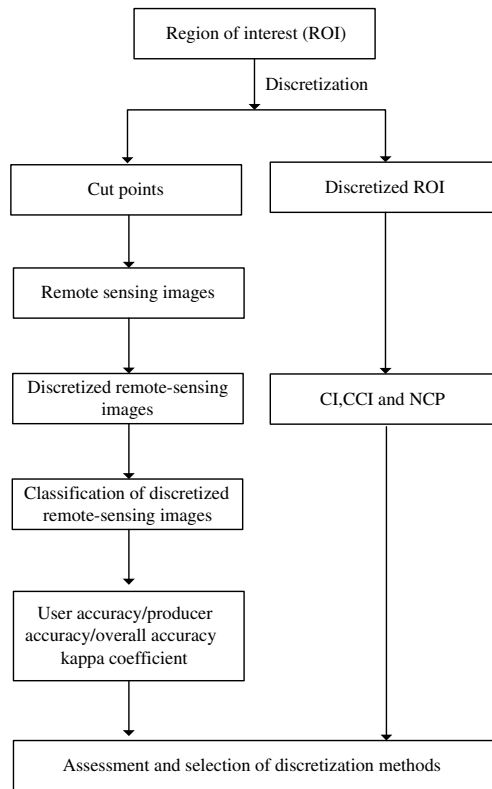 Region of interest (ROI)
Discretization
Cut points
Discretized ROI
Remote sensing images
Discretized remote-sensing
images
CI,CCI and NCP
Classification of discretized
remote-sensing images
User accuracy/producer
accuracy/overall accuracy
kappa coefficient
Assessment and selection of discretization methods